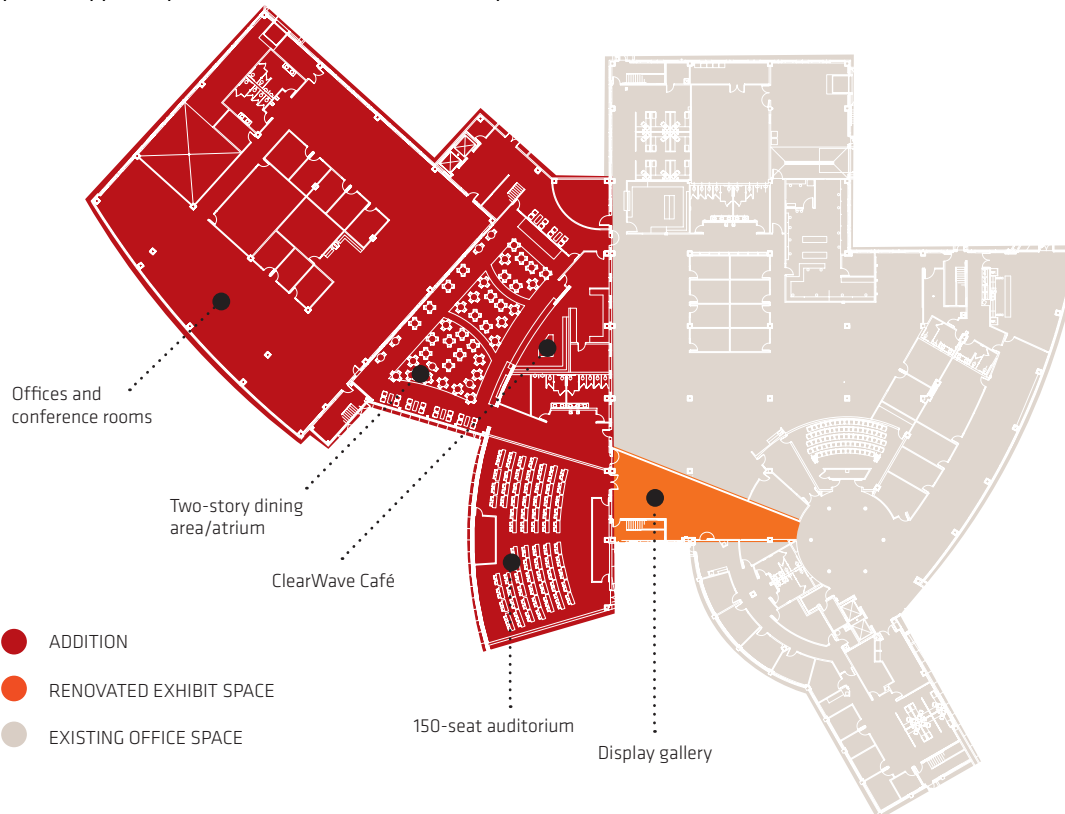 Offices and
conference rooms
Two-story dining
area/atrium
ClearWave Café
ADDITION
RENOVATED EXHIBIT SPACE
150-seat auditorium
EXISTING OFFICE SPACE
Display gallery